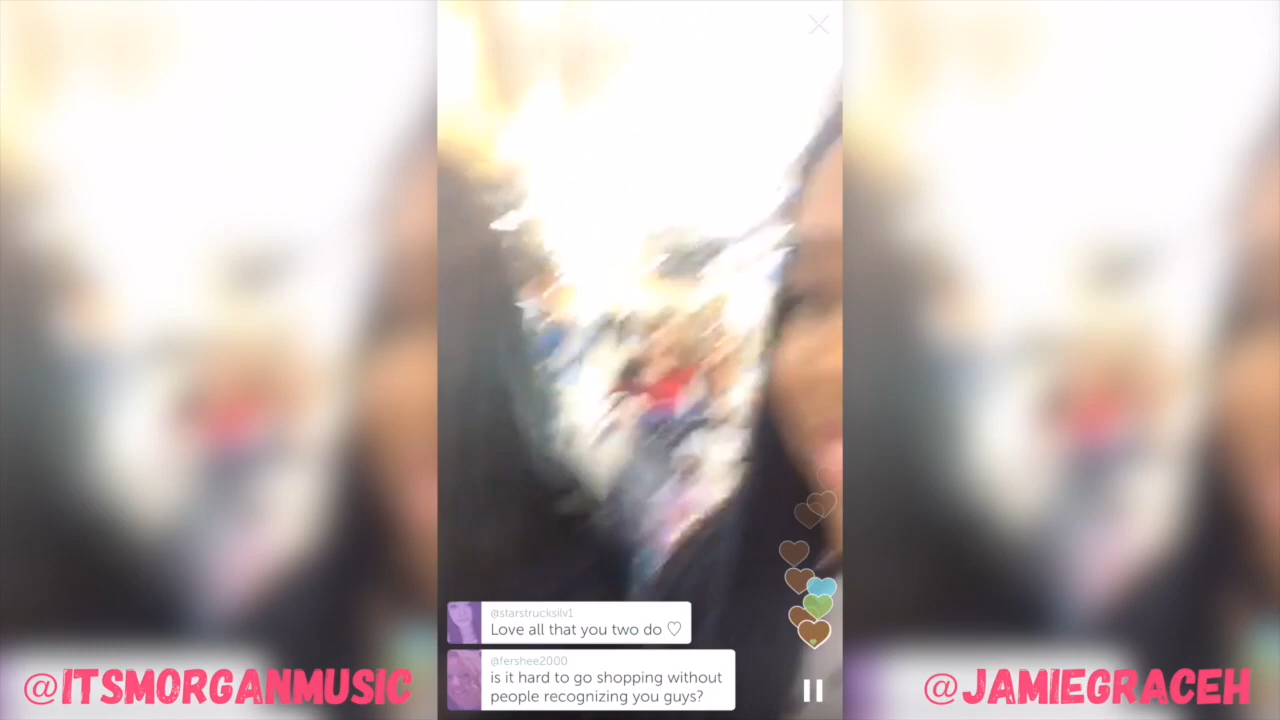 @starstrucksilv1
Love all that you two do ♡
@fershee2000
is it hard to go shopping without
people recognizing you guys?
@ITSMORGANMUSIC
@JAMIEGRACEH